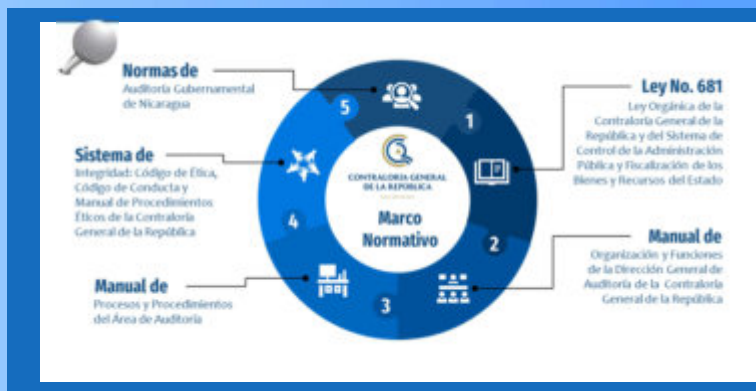 Normas de
Auditoría Gubernamental
de Nicaragua
5
1
Ley No. 681
Ley Orgánica de la
Contraloría General de la
República y del Sistema de
Control de la Administración
Pública y Fiscalización de los
Bienes y Recursos del Estado
Sistema de
Integridad: Código de Ética,
Código de Conducta y
Manual de Procedimientos
Éticos de la Contraloría
General de la República
CONTRALORÍA GENERAL
DE LA REPÚBLICA
Marco
Normativo
4
2
Manual de
Organización y Funciones
de la Dirección General de
Auditoría de la Contraloría
General de la República
Manual de
Procesos y Procedimientos
del Área de Auditoría
3